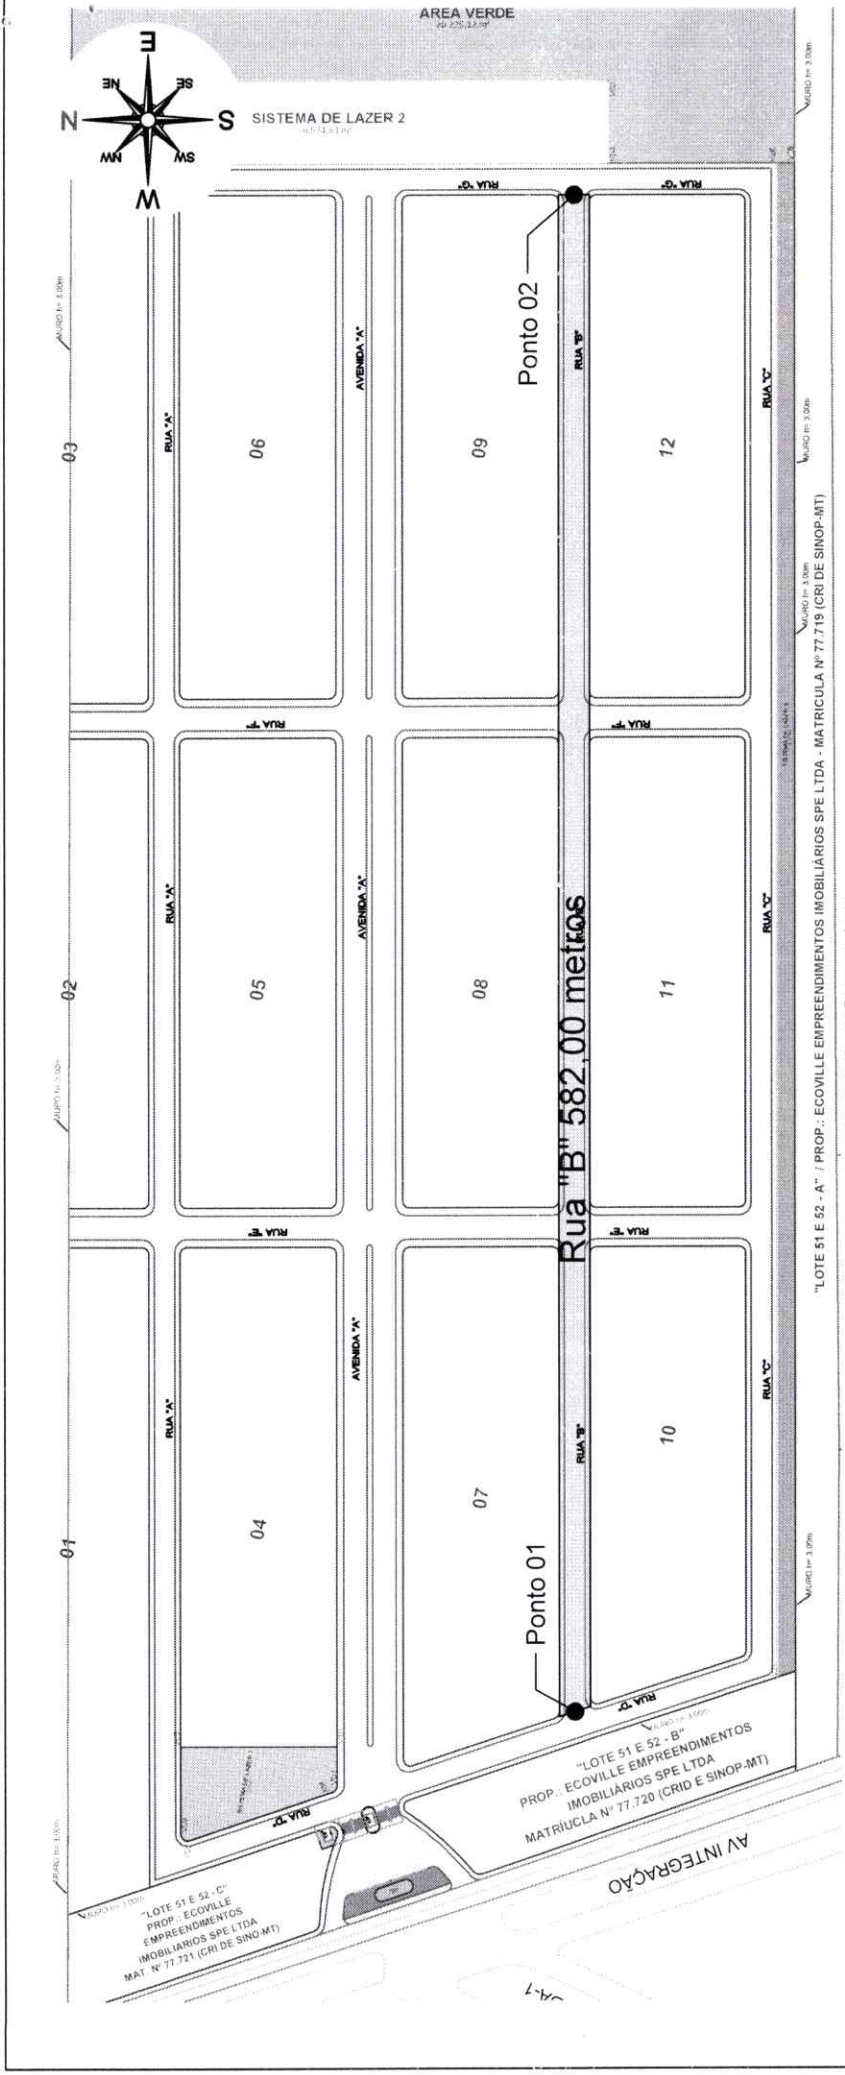 AREA VERDE
E
NE
SE
N
S
NW
SW
W
SISTEMA DE LAZER 2
RUA "G"
RUA "G"
MURO h= 3.00m
MURO h= 3.00m
Ponto 02
RUA "B"
AVENIDA "A"
RUA "A"
RUA "C"
03
06
09
12
MURO h= 3.00m
MURO h= 3.00m
RUA "F"
RUA "F"
RUA "A"
AVENIDA "A"
RUA "C"
02
05
08
11
Rua "B" 582,00 metros
RUA "E"
RUA "E"
"LOTE 51 E 52 - A" / PROP.: ECOVILLE EMPREENDIMENTOS IMOBILIÁRIOS SPE LTDA - MATRICULA Nº 77.719 (CRI DE SINOP-MT)
AVENIDA "A"
RUA "A"
RUA "B"
RUA "C"
01
04
07
10
MURO h= 3.00m
Ponto 01
RUA "D"
RUA "D"
"LOTE 51 E 52 - B"
PROP.: ECOVILLE EMPREENDIMENTOS
IMOBILIÁRIOS SPE LTDA
MATRÍUCLA Nº 77.720 (CRID E SINOP-MT)
AV INTEGRAÇÃO
"LOTE 51 E 52 - C"
PROP.: ECOVILLE
EMPREENDIMENTOS
IMOBILIARIOS SPE LTDA
MAT. Nº 77.721 (CRI DE SINO-MT)